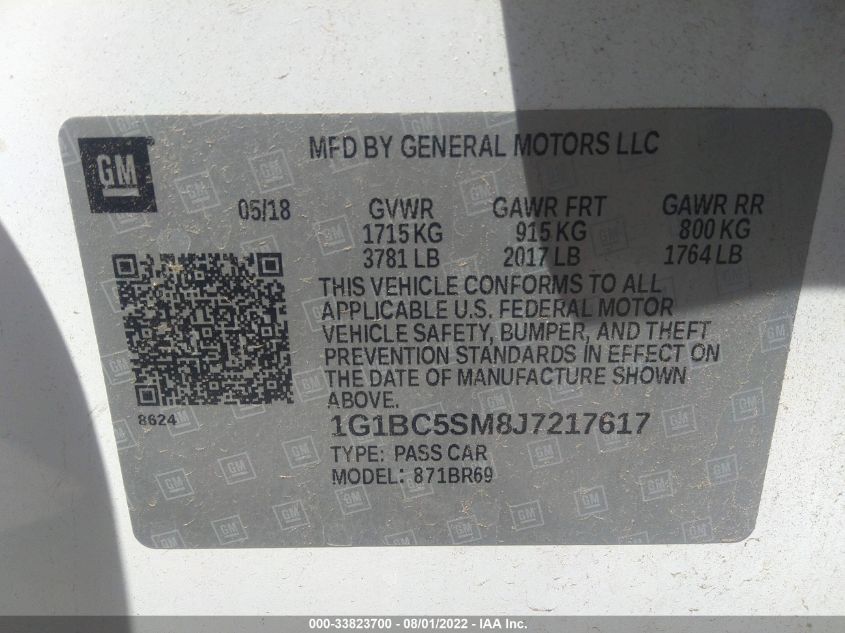 GM
MFD BY GENERAL MOTORS LLC
05/18
GVWR GAWR FRT GAWR RR
1715 KG 915 KG 800 KG
3781 LB 2017 LB 1764 LB
THIS VEHICLE CONFORMS TO ALL
APPLICABLE U.S. FEDERAL MOTOR
VEHICLE SAFETY, BUMPER, AND THEFT
PREVENTION STANDARDS IN EFFECT ON
THE DATE OF MANUFACTURE SHOWN
ABOVE.
8624
1G1BC5SM8J7217617
TYPE: PASS CAR
MODEL: 871BR69
000-33823700 - 08/01/2022 - IAA Inc.